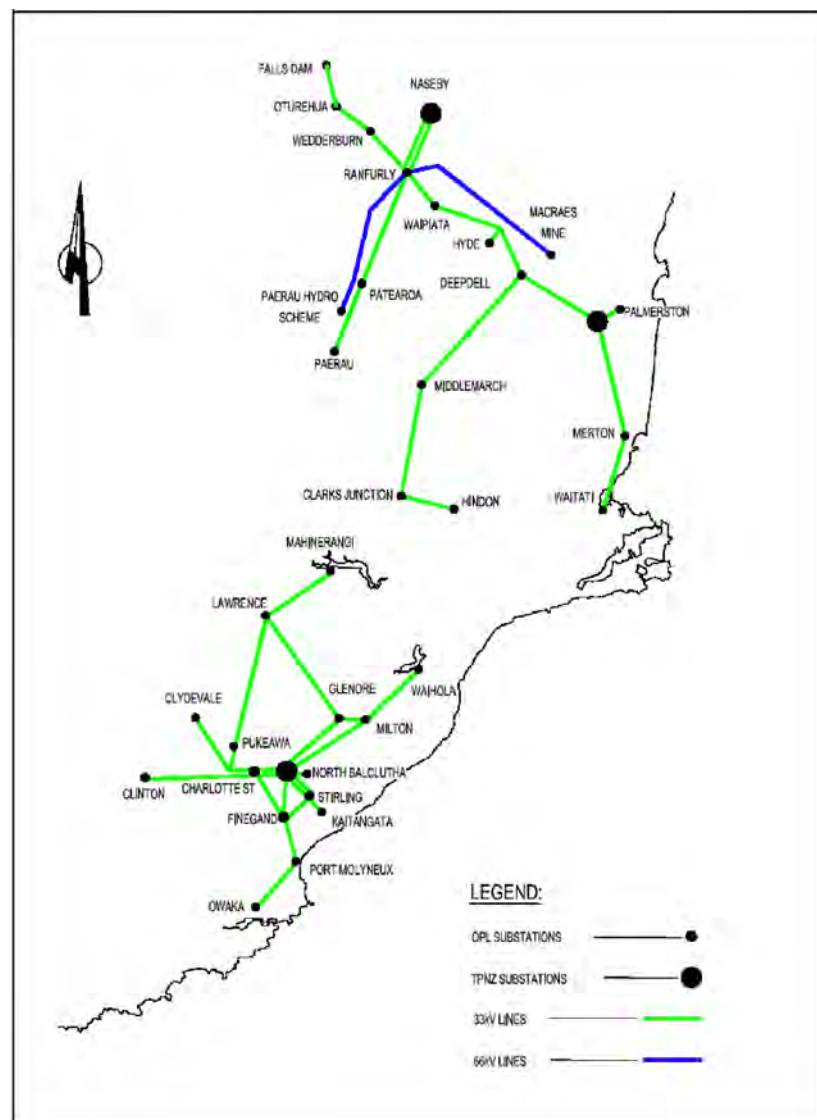 FALLS DAM
NASEBY
OTUREHUA
WEDDERBURN
RANFURLY
WAIPIATA
MACRAES
MINE
HYDE
DEEPDELL
PATEAROA
PAERAU HYDRO
SCHEME
PALMERSTON
PAERAU
MIDDLEMARCH
MERTON
CLARKS JUNCTION
HINDON
WAITATI
MAHINERANGI
LAWRENCE
WAIHOLA
GLENORE
CLYDEVALE
MILTON
PUKEAWA
NORTH BALCLUTHA
CLINTON
CHARLOTTE ST
STIRLING
FINEGAND
KAITANGATA
PORT MOLYNEUX
OWAKA
LEGEND:
OPL SUBSTATIONS
TPNZ SUBSTATIONS
33kV LINES
66kV LINES